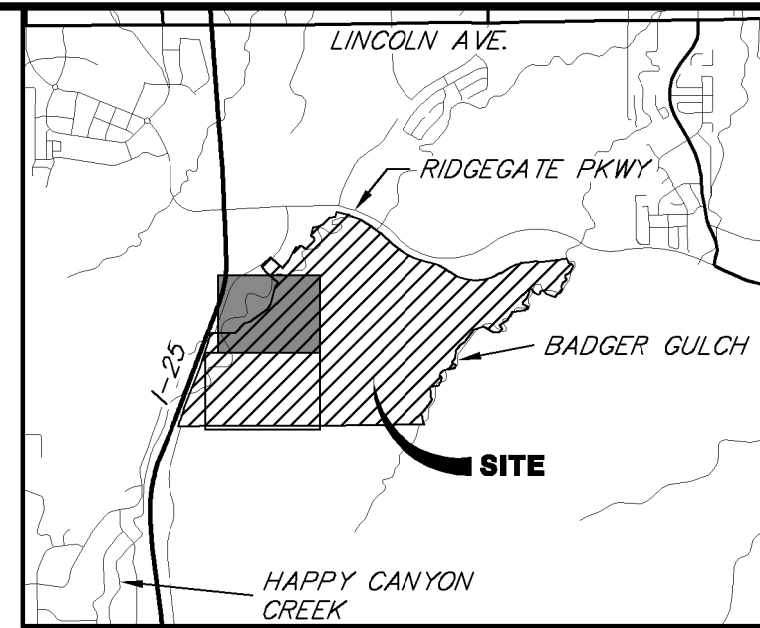 LINCOLN AVE.
RIDGEGATE PKWY
BADGER GULCH
I-25
SITE
HAPPY CANYON
CREEK